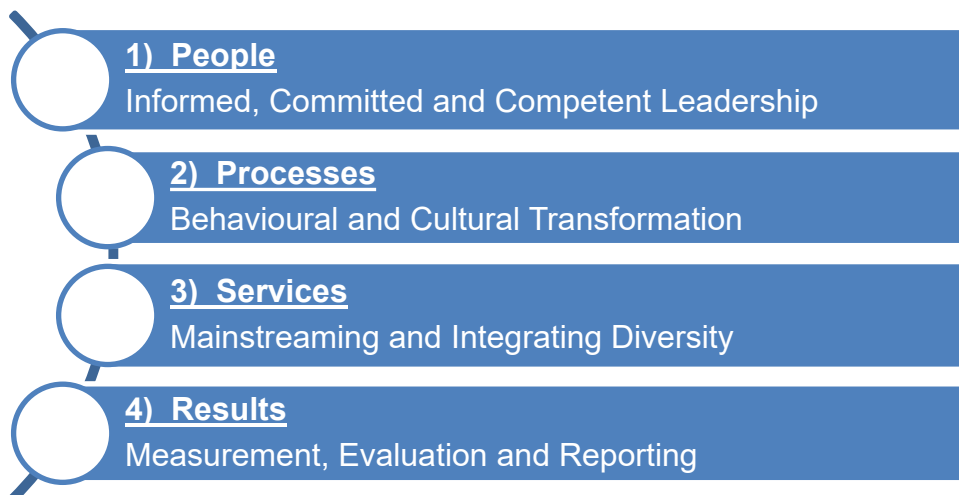 1) People
Informed, Committed and Competent Leadership
2) Processes
Behavioural and Cultural Transformation
3) Services
Mainstreaming and Integrating Diversity
4) Results
Measurement, Evaluation and Reporting